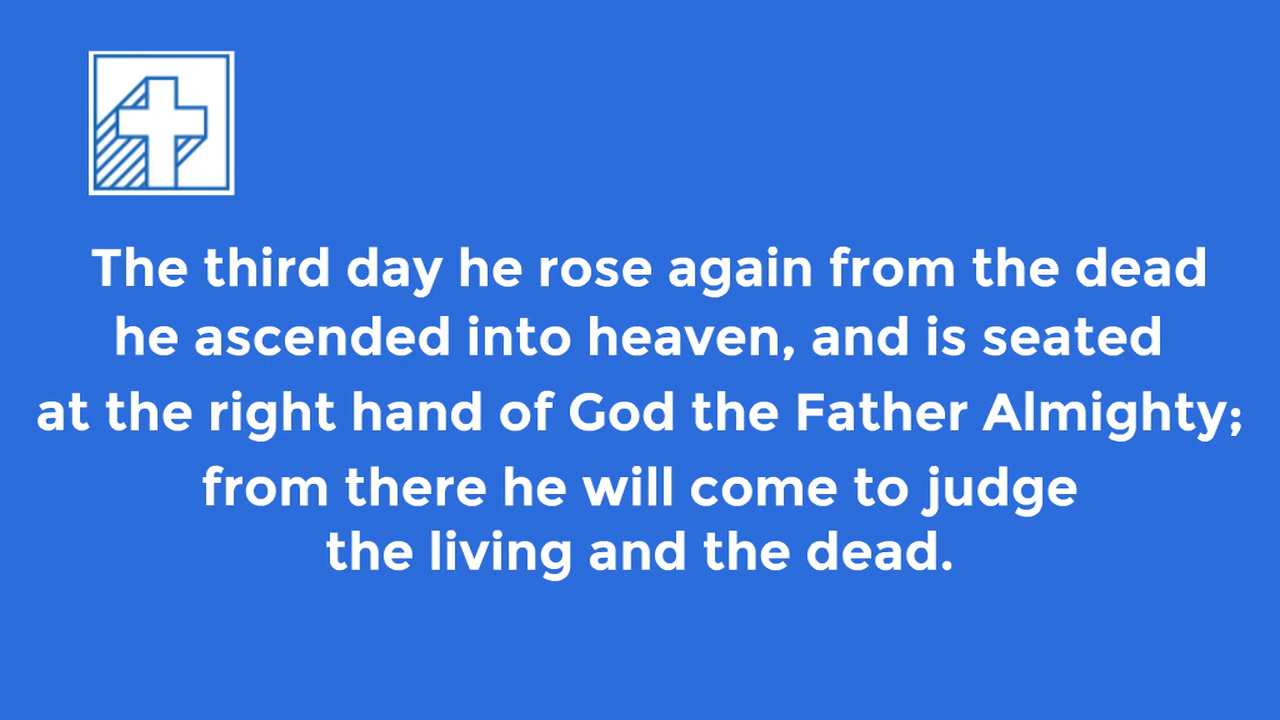 The third day he rose again from the dead
he ascended into heaven, and is seated
at the right hand of God the Father Almighty;
from there he will come to judge
the living and the dead.